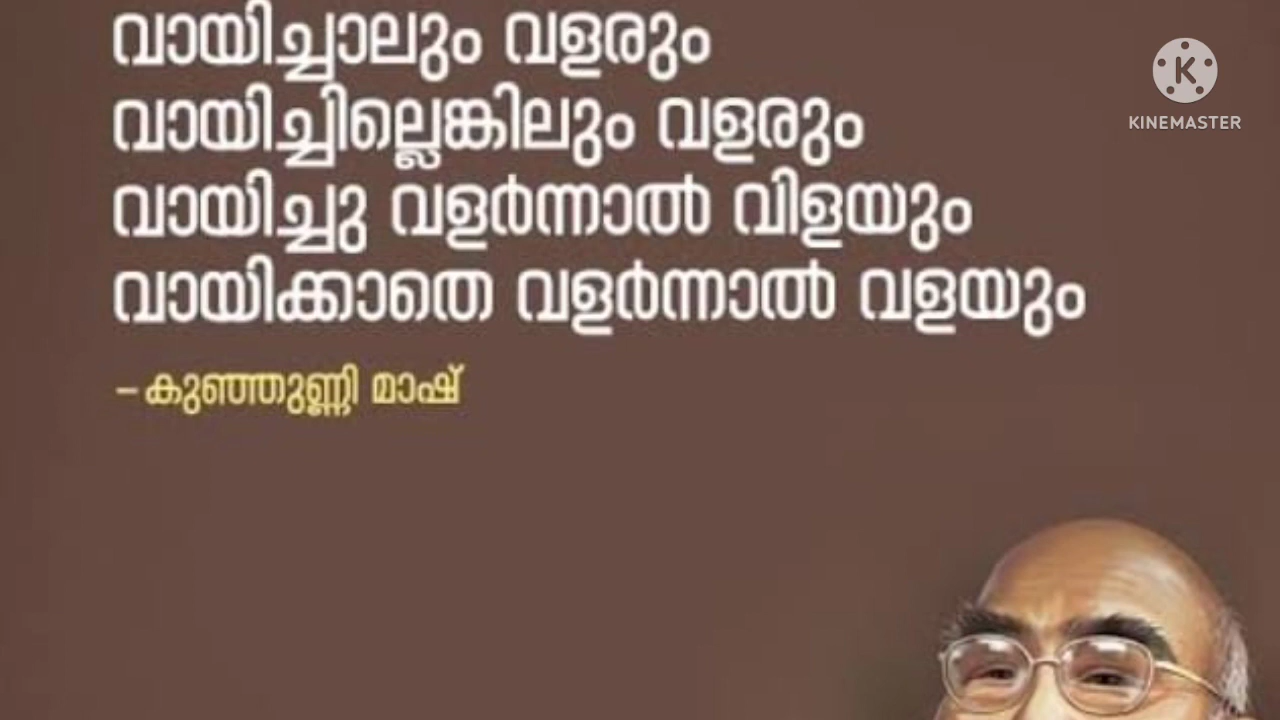 വായിച്ചാലും വളരും
വായിച്ചില്ലെങ്കിലും വളരും
വായിച്ചു വളർന്നാൽ വിളയും
വായിക്കാതെ വളർന്നാൽ വളയും
–കുഞ്ഞുണ്ണി മാഷ്
K
KINEMASTER